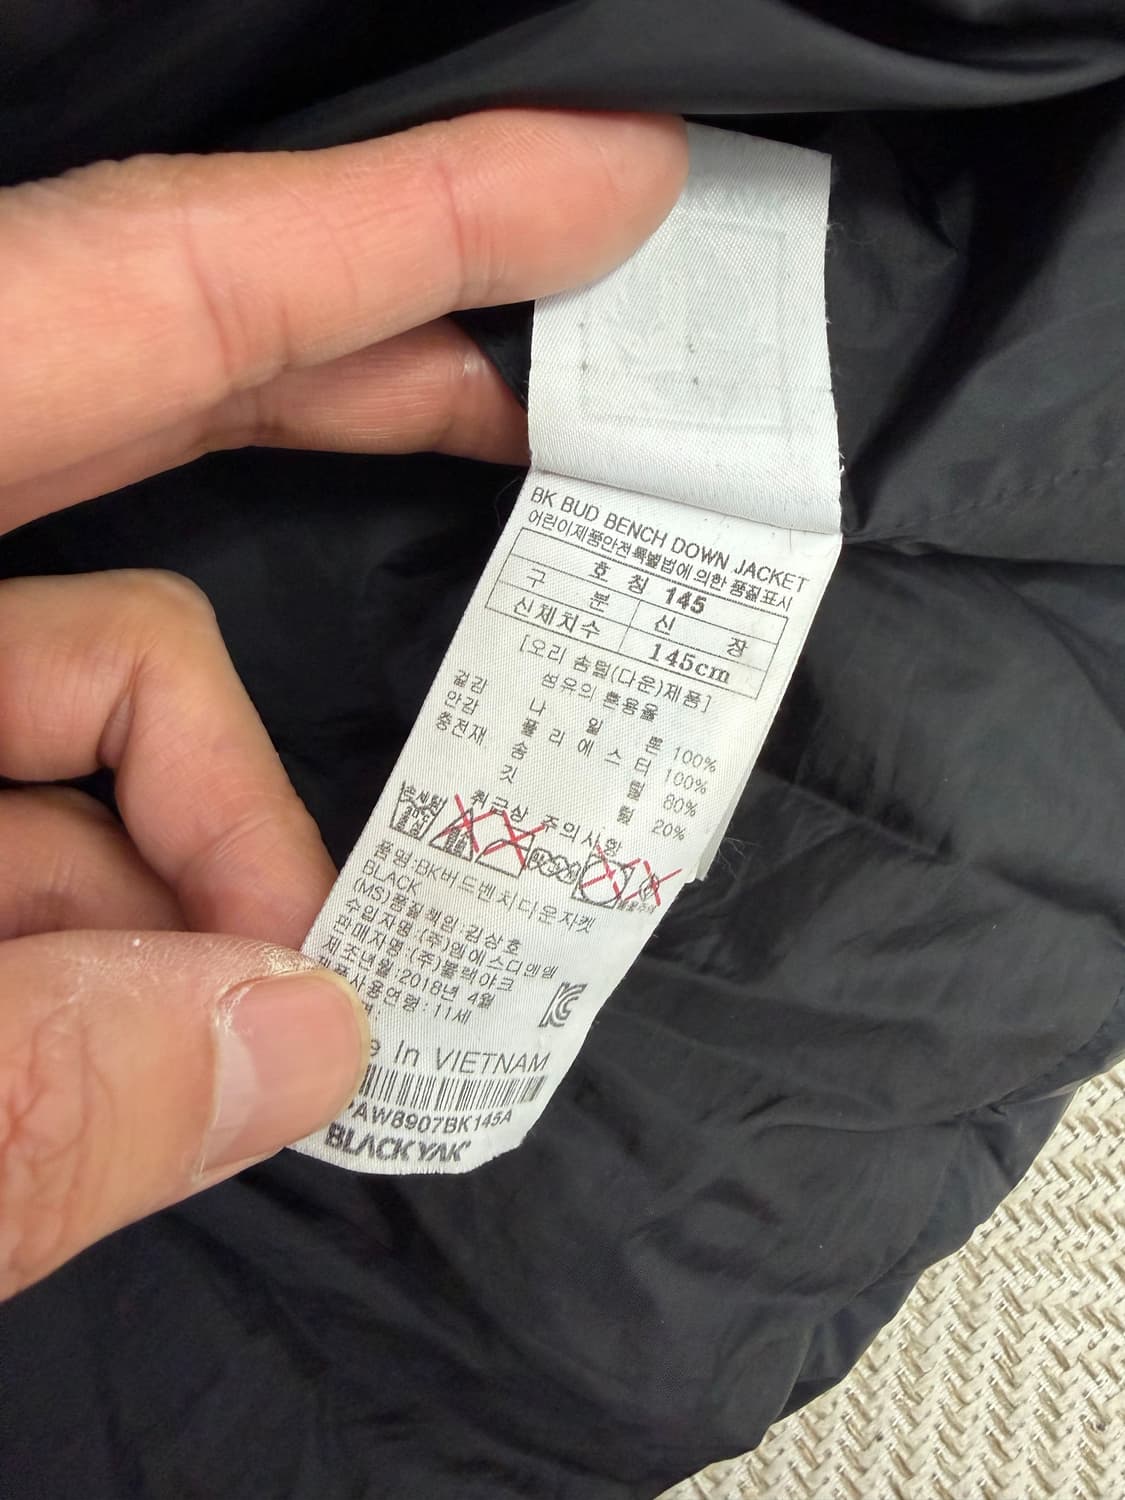 BK BUD BENCH DOWN JACKET
어린이제품안전특별법에 의한 품질표시
호 칭 145
구 분 신 장
신체치수 145cm
[오리 솜털(다운)제품]
섬유의 혼용율
겉감 나 일 론 100%
안감 폴 리 에 스 터 100%
충전재 솜 털 80%
깃 털 20%
취급상 주의사항
품명:BK버드벤치다운자켓
BLACK
(MS)품질책임:김상호
수입자명:(주)엠에스디앤엠
판매자명:(주)블랙야크
제조년월:2018년 4월
사용연령:11세
In VIETNAM
AW8907BK145A
BLACKYAK